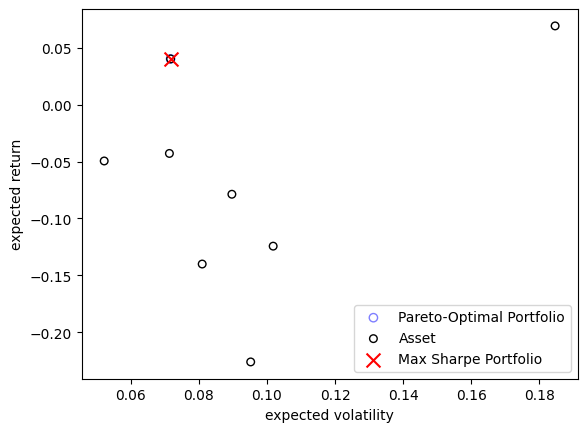 0.05
0.00
−0.05
−0.10
−0.15
−0.20
expected return
Pareto-Optimal Portfolio
Asset
Max Sharpe Portfolio
0.06 0.08 0.10 0.12 0.14 0.16 0.18
expected volatility